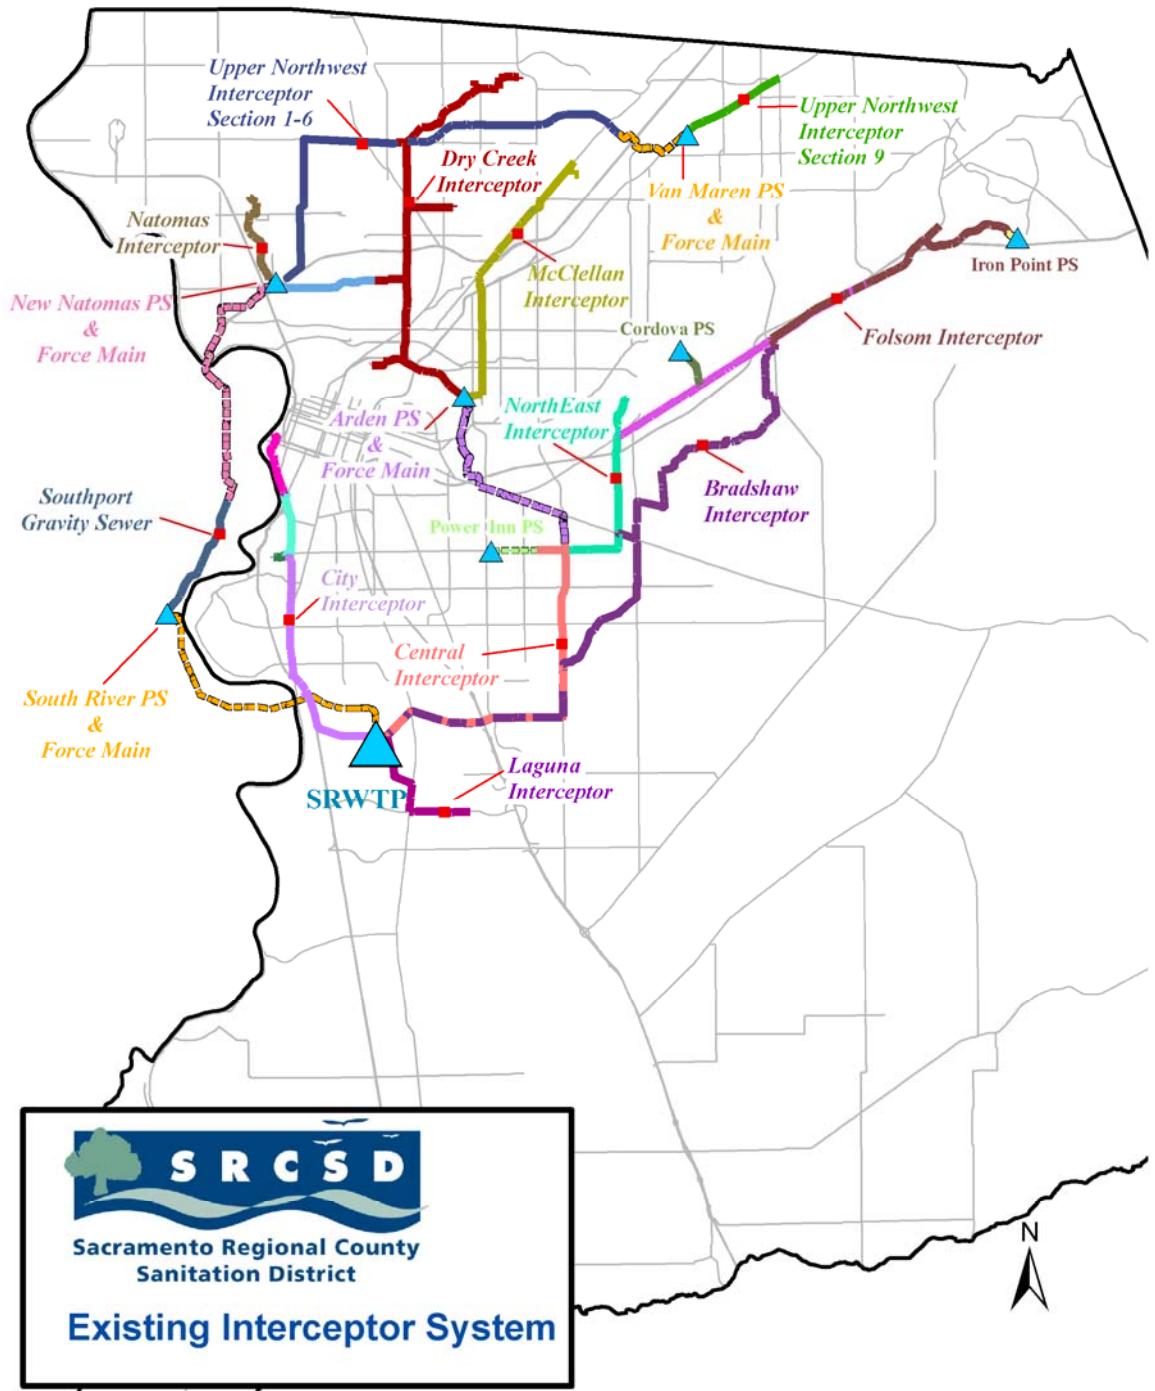 Upper Northwest
Interceptor
Section 1-6
Upper Northwest
Interceptor
Section 9
Dry Creek
Interceptor
Van Maren PS
&
Force Main
Natomas
Interceptor
McClellan
Interceptor
Iron Point PS
New Natomas PS
&
Force Main
Cordova PS
Folsom Interceptor
Arden PS
&
Force Main
NorthEast
Interceptor
Southport
Gravity Sewer
Bradshaw
Interceptor
Power Inn PS
City
Interceptor
Central
Interceptor
South River PS
&
Force Main
Laguna
Interceptor
SRWTP
SRCSD
Sacramento Regional County
Sanitation District
Existing Interceptor System
N